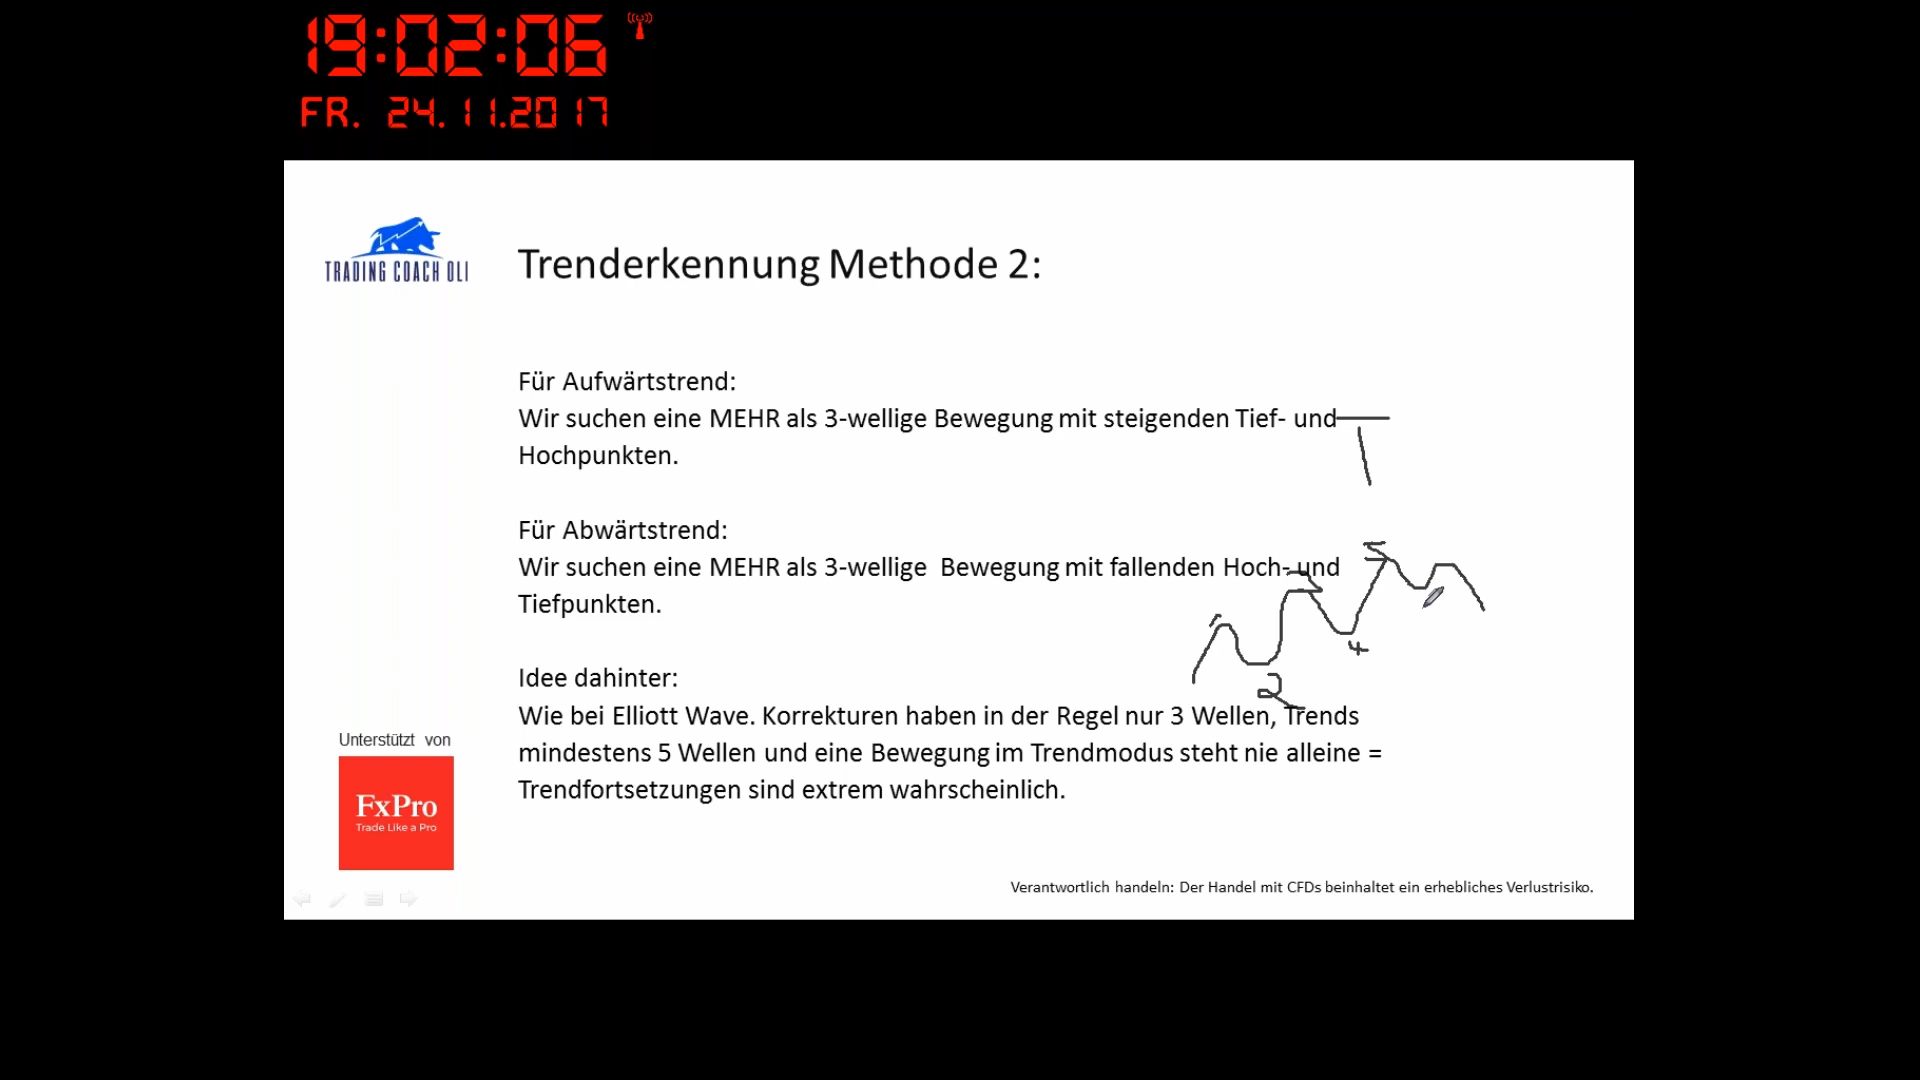 19:02:06
FR. 24.11.2017
TRADING COACH OLI
Trenderkennung Methode 2:
Für Aufwärtstrend:
Wir suchen eine MEHR als 3-wellige Bewegung mit steigenden Tief- und
Hochpunkten.
Für Abwärtstrend:
Wir suchen eine MEHR als 3-wellige  Bewegung mit fallenden Hoch- und
Tiefpunkten.
4
2
Idee dahinter:
Wie bei Elliott Wave. Korrekturen haben in der Regel nur 3 Wellen, Trends
mindestens 5 Wellen und eine Bewegung im Trendmodus steht nie alleine =
Trendfortsetzungen sind extrem wahrscheinlich.
Unterstützt von
FxPro
Trade Like a Pro
Verantwortlich handeln: Der Handel mit CFDs beinhaltet ein erhebliches Verlustrisiko.